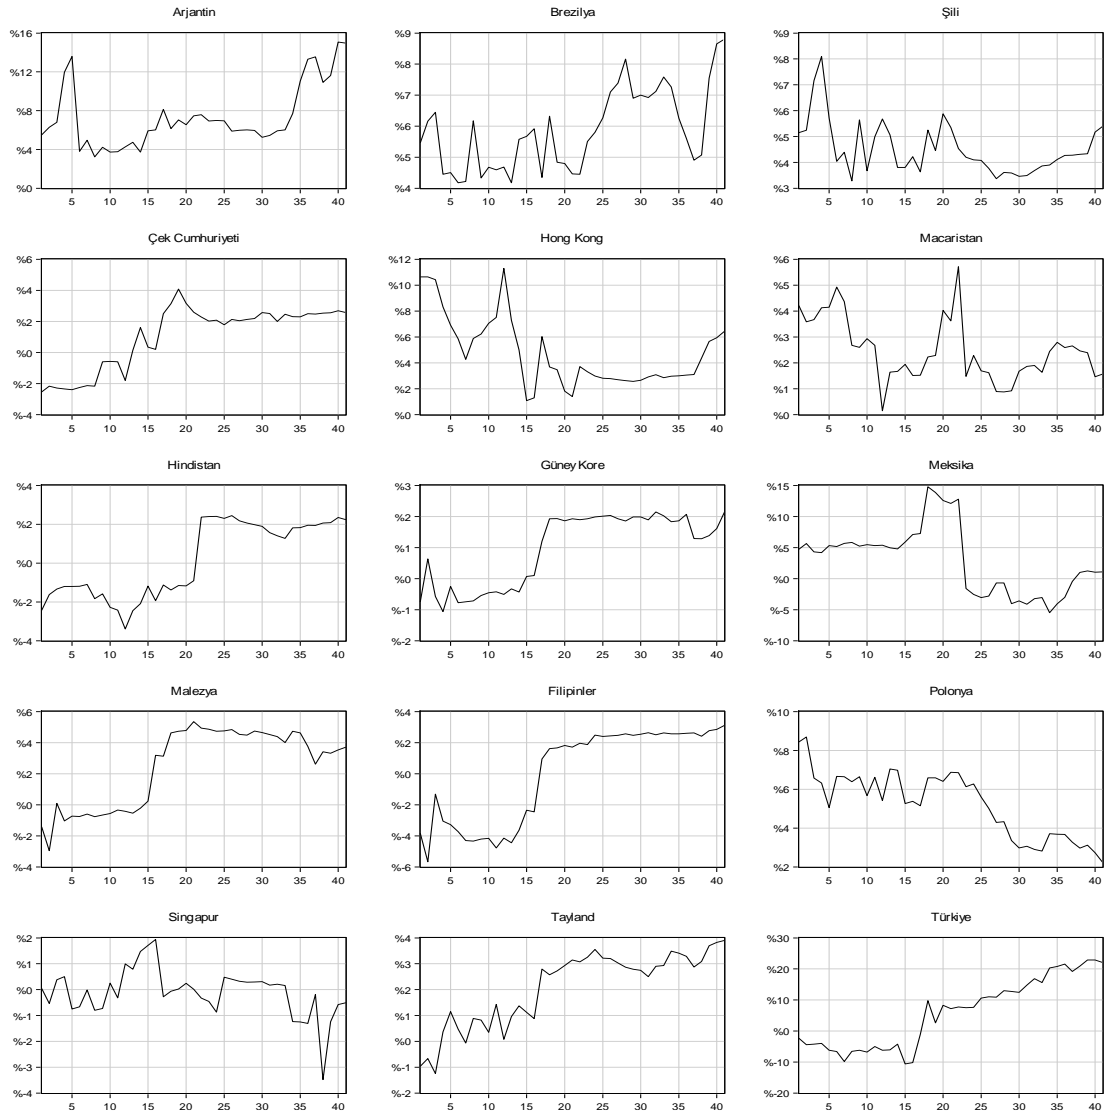 Arjantin Brezilya Şili
%16 %9 %9
%8 %8
%12
%7 %7
%8 %6 %6
%5
%4 %5
%4
%0 %4 %3
5 10 15 20 25 30 35 40 5 10 15 20 25 30 35 40 5 10 15 20 25 30 35 40
Çek Cumhuriyeti Hong Kong Macaristan
%6 %12 %6
%4 %10 %5
%8 %4
%2
%6 %3
%0
%4 %2
%-2 %2 %1
%-4 %0 %0
5 10 15 20 25 30 35 40 5 10 15 20 25 30 35 40 5 10 15 20 25 30 35 40
Hindistan Güney Kore Meksika
%4 %3 %15
%2 %2 %10
%1 %5
%0
%0 %0
%-2 %-1 %-5
%-4 %-2 %-10
5 10 15 20 25 30 35 40 5 10 15 20 25 30 35 40 5 10 15 20 25 30 35 40
Malezya Filipinler Polonya
%6 %4 %10
%4 %2 %8
%2 %0
%6
%0 %-2
%-2 %-4 %4
%-4 %-6 %2
5 10 15 20 25 30 35 40 5 10 15 20 25 30 35 40 5 10 15 20 25 30 35 40
Singapur Tayland Türkiye
%2 %4 %30
%1 %3 %20
%0 %2
%10
%-1 %1
%0
%-2 %0
%-3 %-1 %-10
%-4 %-2 %-20
5 10 15 20 25 30 35 40 5 10 15 20 25 30 35 40 5 10 15 20 25 30 35 40